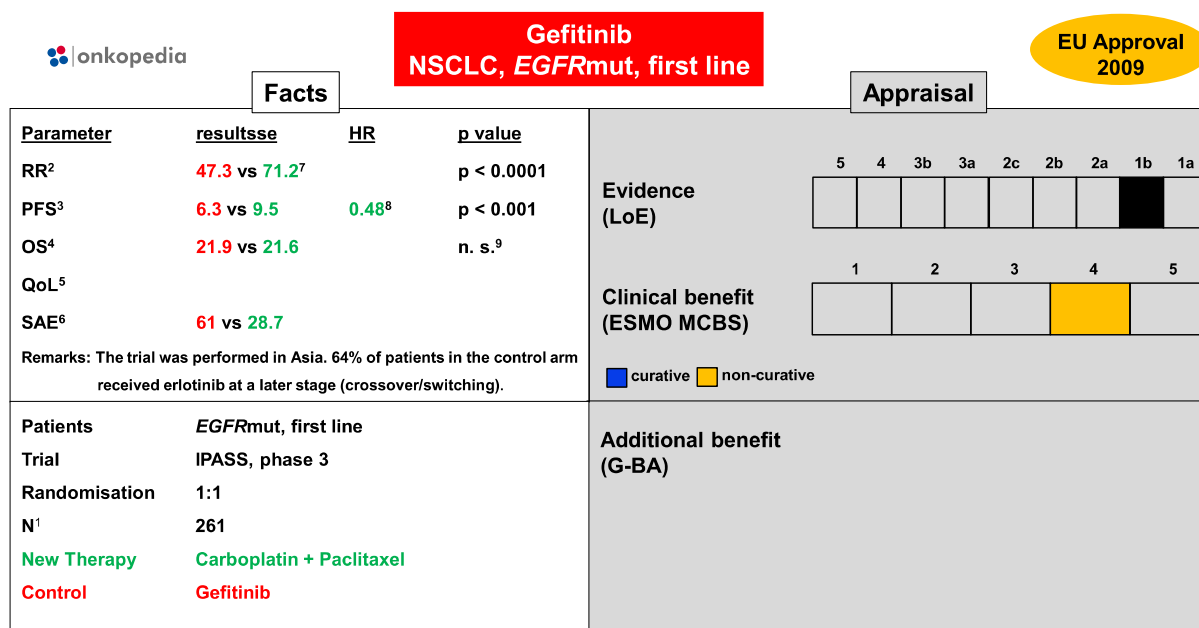 onkopedia
Gefitinib
NSCLC, EGFRmut, first line
EU Approval
2009
Facts
Appraisal
Parameter resultsse HR p value
RR² 47.3 vs 71.2⁷ p < 0.0001
PFS³ 6.3 vs 9.5 0.48⁸ p < 0.001
OS⁴ 21.9 vs 21.6 n. s.⁹
QoL⁵
SAE⁶ 61 vs 28.7
Remarks: The trial was performed in Asia. 64% of patients in the control arm
received erlotinib at a later stage (crossover/switching).
Patients EGFRmut, first line
Trial IPASS, phase 3
Randomisation 1:1
N¹ 261
New Therapy Carboplatin + Paclitaxel
Control Gefitinib
5 4 3b 3a 2c 2b 2a 1b 1a
Evidence
(LoE)
1 2 3 4 5
Clinical benefit
(ESMO MCBS)
curative non-curative
Additional benefit
(G-BA)